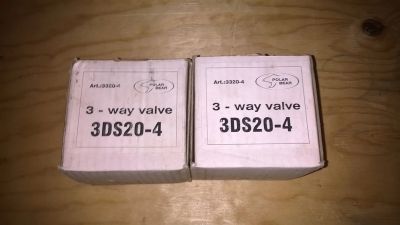 Art.:3320-4
POLAR
BEAR
3 - way valve
3DS20-4
Art.:3320-4
POLAR
BEAR
3 - way valve
3DS20-4